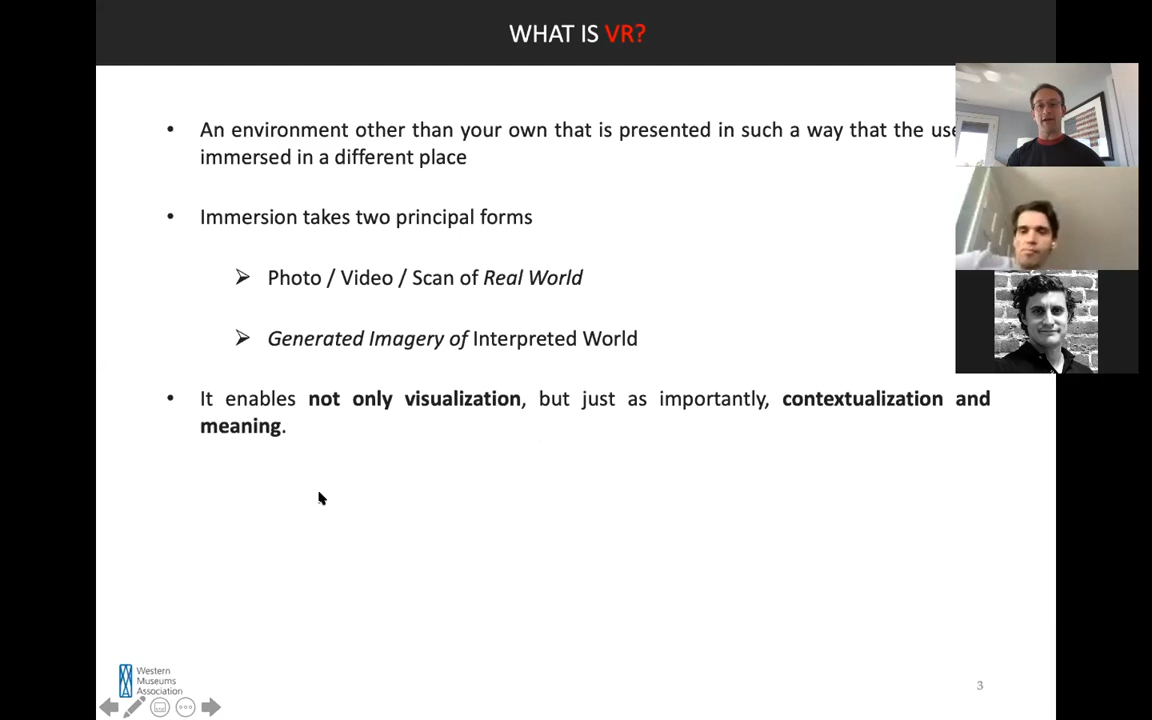 WHAT IS VR?
• An environment other than your own that is presented in such a way that the
immersed in a different place
• Immersion takes two principal forms
➢ Photo / Video / Scan of Real World
➢ Generated Imagery of Interpreted World
• It enables not only visualization, but just as importantly, contextualization and
meaning.
Western
Museums
Association
3